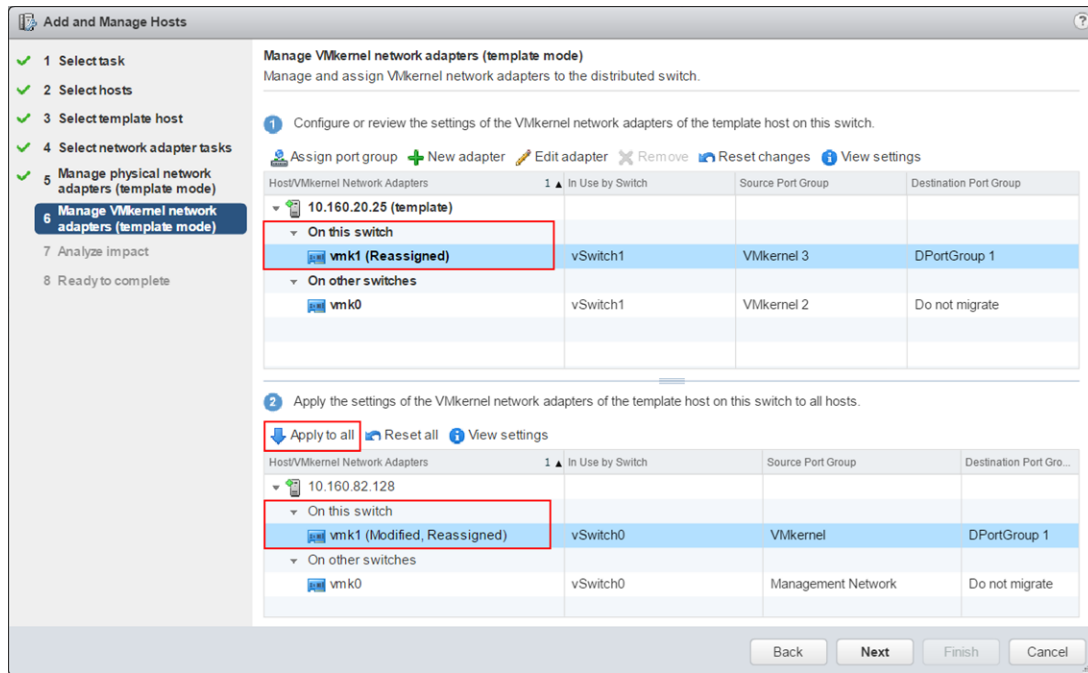 Add and Manage Hosts
?
1 Select task
2 Select hosts
3 Select template host
4 Select network adapter tasks
5 Manage physical network
adapters (template mode)
6 Manage VMkernel network
adapters (template mode)
7 Analyze impact
8 Ready to complete
Manage VMkernel network adapters (template mode)
Manage and assign VMkernel network adapters to the distributed switch.
1 Configure or review the settings of the VMkernel network adapters of the template host on this switch.
Assign port group New adapter Edit adapter Remove Reset changes View settings
Host/VMkernel Network Adapters 1 ▲ In Use by Switch Source Port Group Destination Port Group
10.160.20.25 (template)
On this switch
vmk1 (Reassigned) vSwitch1 VMkernel 3 DPortGroup 1
On other switches
vmk0 vSwitch1 VMkernel 2 Do not migrate
2 Apply the settings of the VMkernel network adapters of the template host on this switch to all hosts.
Apply to all Reset all View settings
Host/VMkernel Network Adapters 1 ▲ In Use by Switch Source Port Group Destination Port Gro...
10.160.82.128
On this switch
vmk1 (Modified, Reassigned) vSwitch0 VMkernel DPortGroup 1
On other switches
vmk0 vSwitch0 Management Network Do not migrate
Back Next Finish Cancel